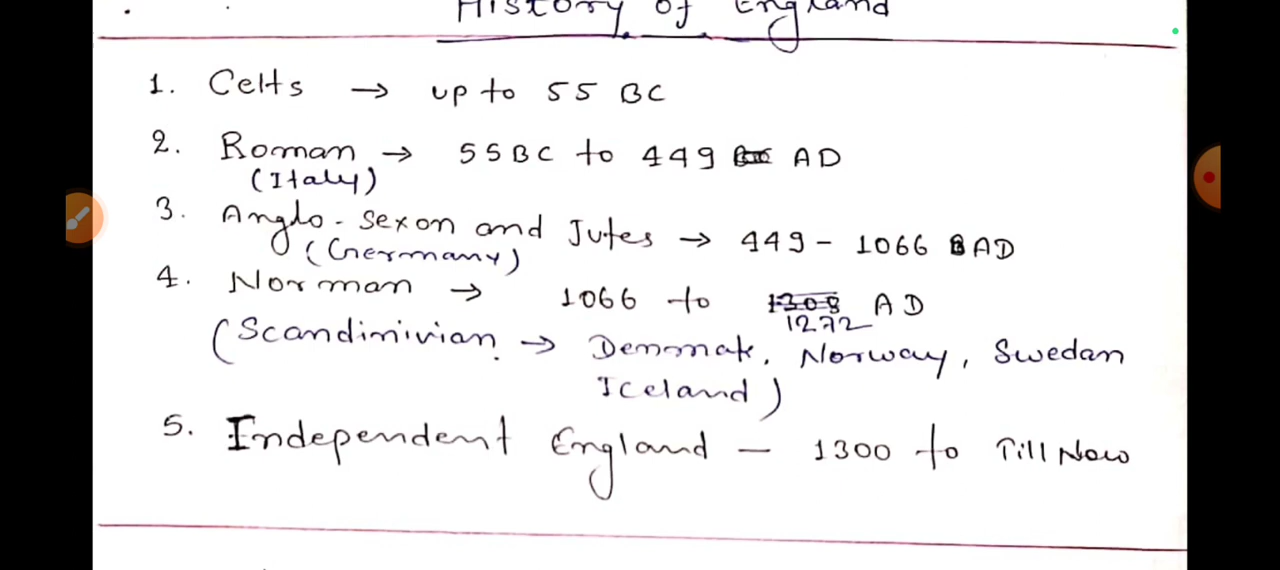 History of England
1. Celts → up to 55 BC
2. Roman → 55BC to 449 AD
(Italy)
3. Anglo-Sexon and Jutes → 449 - 1066 AD
(Germany)
4. Norman → 1066 to 1308 AD
1272
(Scandinivian → Denmak, Norway, Swedan
Iceland)
5. Independent England – 1300 to Till Now